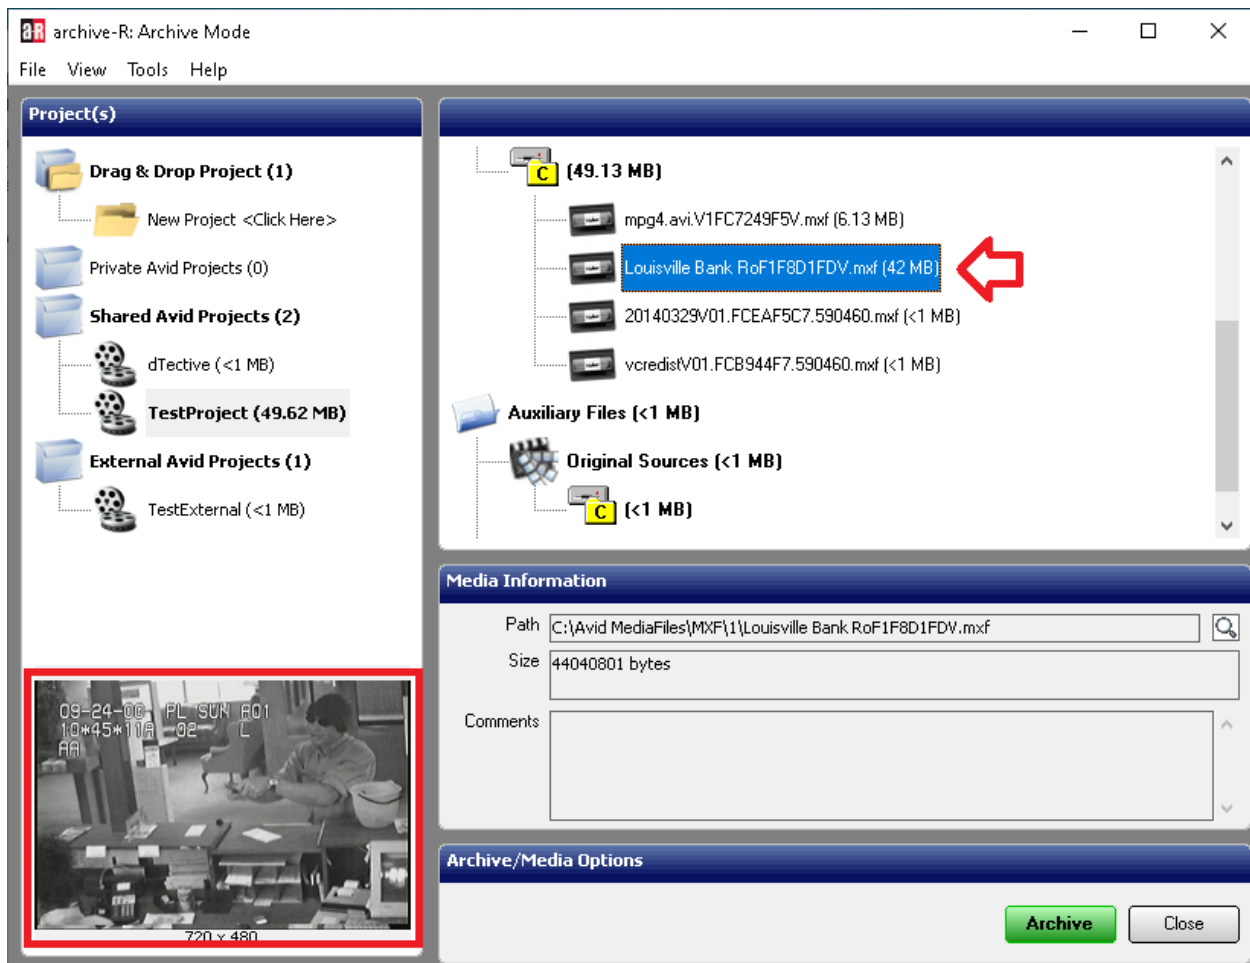 aR archive-R: Archive Mode
File View Tools Help
Project(s)
Drag & Drop Project (1)
New Project <Click Here>
Private Avid Projects (0)
Shared Avid Projects (2)
dTective (<1 MB)
TestProject (49.62 MB)
External Avid Projects (1)
TestExternal (<1 MB)
09-24-00 PL SUN A01
10*45*11A 02 L
AA
720 x 480
C (49.13 MB)
mpg4.avi.V1FC7249F5V.mxf (6.13 MB)
Louisville Bank RoF1F8D1FDV.mxf (42 MB)
20140329V01.FCEAF5C7.590460.mxf (<1 MB)
vcredistV01.FCB944F7.590460.mxf (<1 MB)
Auxiliary Files (<1 MB)
Original Sources (<1 MB)
C (<1 MB)
Media Information
Path C:\Avid MediaFiles\MXF\1\Louisville Bank RoF1F8D1FDV.mxf
Size 44040801 bytes
Comments
Archive/Media Options
Archive Close